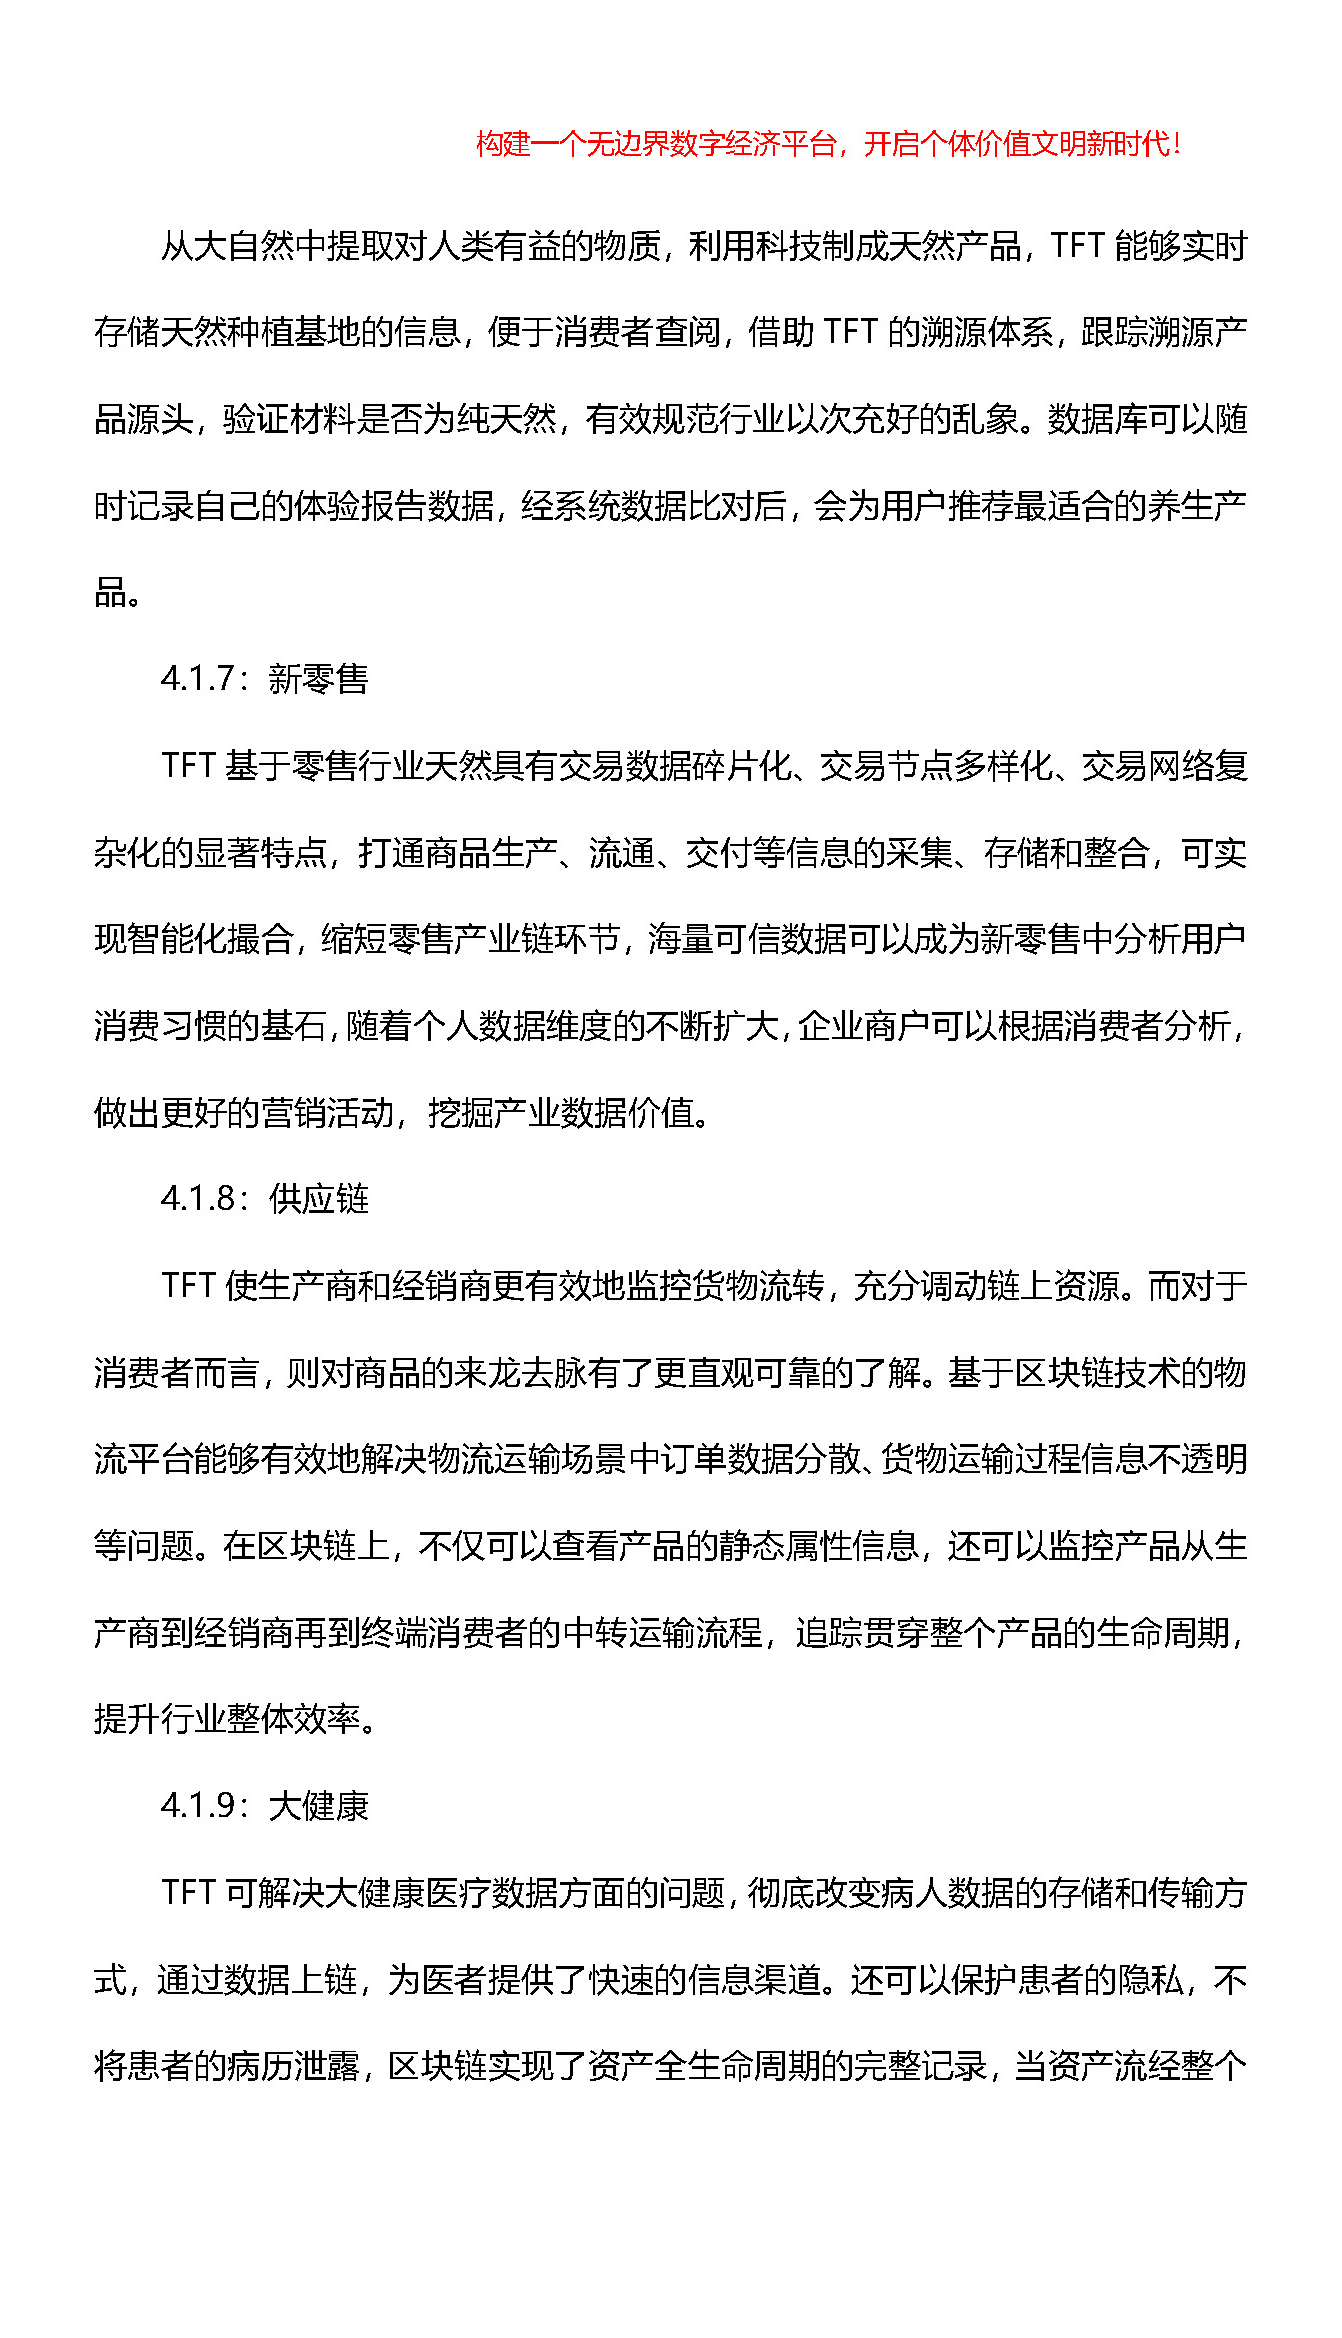 构建一个无边界数字经济平台，开启个体价值文明新时代！
从大自然中提取对人类有益的物质，利用科技制成天然产品，TFT 能够实时
存储天然种植基地的信息，便于消费者查阅，借助 TFT 的溯源体系，跟踪溯源产
品源头，验证材料是否为纯天然，有效规范行业以次充好的乱象。数据库可以随
时记录自己的体验报告数据，经系统数据比对后，会为用户推荐最适合的养生产
品。
4.1.7：新零售
TFT 基于零售行业天然具有交易数据碎片化、交易节点多样化、交易网络复
杂化的显著特点，打通商品生产、流通、交付等信息的采集、存储和整合，可实
现智能化撮合，缩短零售产业链环节，海量可信数据可以成为新零售中分析用户
消费习惯的基石，随着个人数据维度的不断扩大，企业商户可以根据消费者分析，
做出更好的营销活动，挖掘产业数据价值。
4.1.8：供应链
TFT 使生产商和经销商更有效地监控货物流转，充分调动链上资源。而对于
消费者而言，则对商品的来龙去脉有了更直观可靠的了解。基于区块链技术的物
流平台能够有效地解决物流运输场景中订单数据分散、货物运输过程信息不透明
等问题。在区块链上，不仅可以查看产品的静态属性信息，还可以监控产品从生
产商到经销商再到终端消费者的中转运输流程，追踪贯穿整个产品的生命周期，
提升行业整体效率。
4.1.9：大健康
TFT 可解决大健康医疗数据方面的问题，彻底改变病人数据的存储和传输方
式，通过数据上链，为医者提供了快速的信息渠道。还可以保护患者的隐私，不
将患者的病历泄露，区块链实现了资产全生命周期的完整记录，当资产流经整个